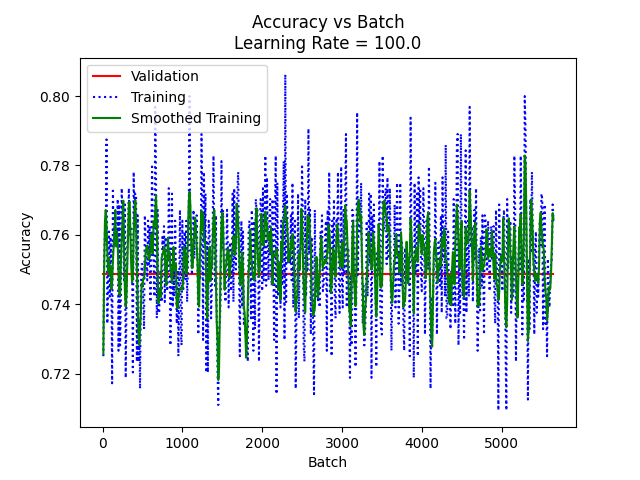 Accuracy vs Batch
Learning Rate = 100.0
Validation
Training
Smoothed Training
0.80
0.78
0.76
0.74
0.72
Accuracy
0
1000
2000
3000
4000
5000
Batch